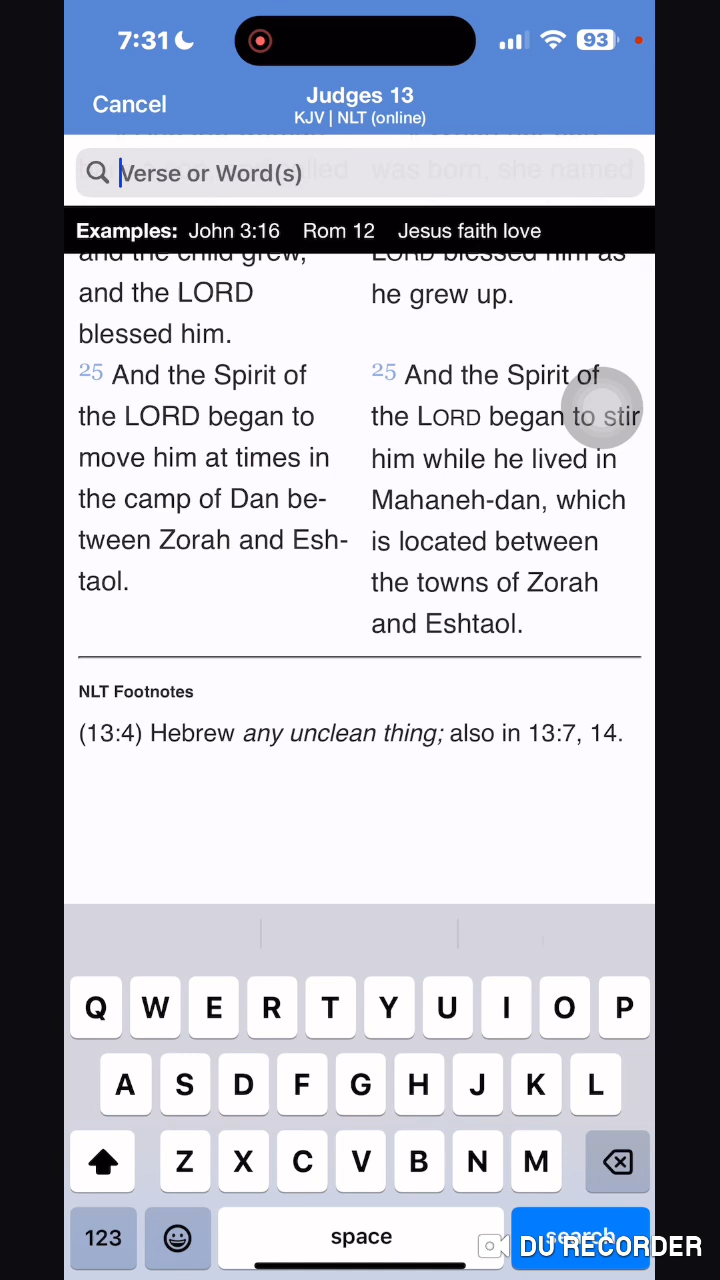 7:31
93
Cancel
Judges 13
KJV | NLT (online)
was born, she named
Verse or Word(s)
Examples: John 3:16 Rom 12 Jesus faith love
and the child grew,
and the LORD
blessed him.
25 And the Spirit of
the LORD began to
move him at times in
the camp of Dan be-
tween Zorah and Esh-
taol.
LORD blessed him as
he grew up.
25 And the Spirit of
the LORD began to stir
him while he lived in
Mahaneh-dan, which
is located between
the towns of Zorah
and Eshtaol.
NLT Footnotes
(13:4) Hebrew any unclean thing; also in 13:7, 14.
Q W E R T Y U I O P
A S D F G H J K L
Z X C V B N M
123 space search
DU RECORDER